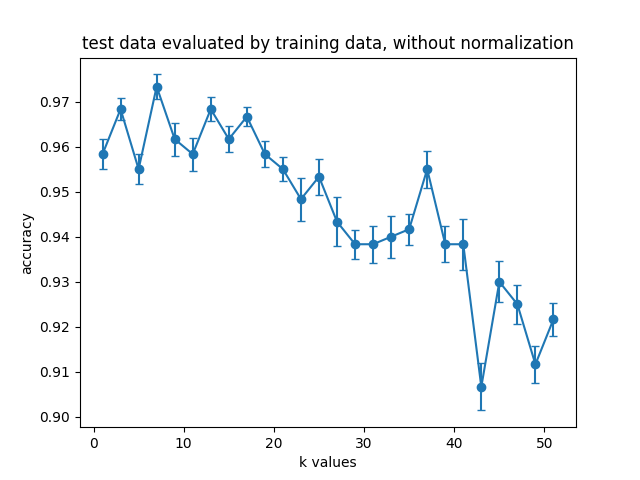 test data evaluated by training data, without normalization
0.97
0.96
0.95
0.94
0.93
0.92
0.91
0.90
accuracy
0 10 20 30 40 50
k values